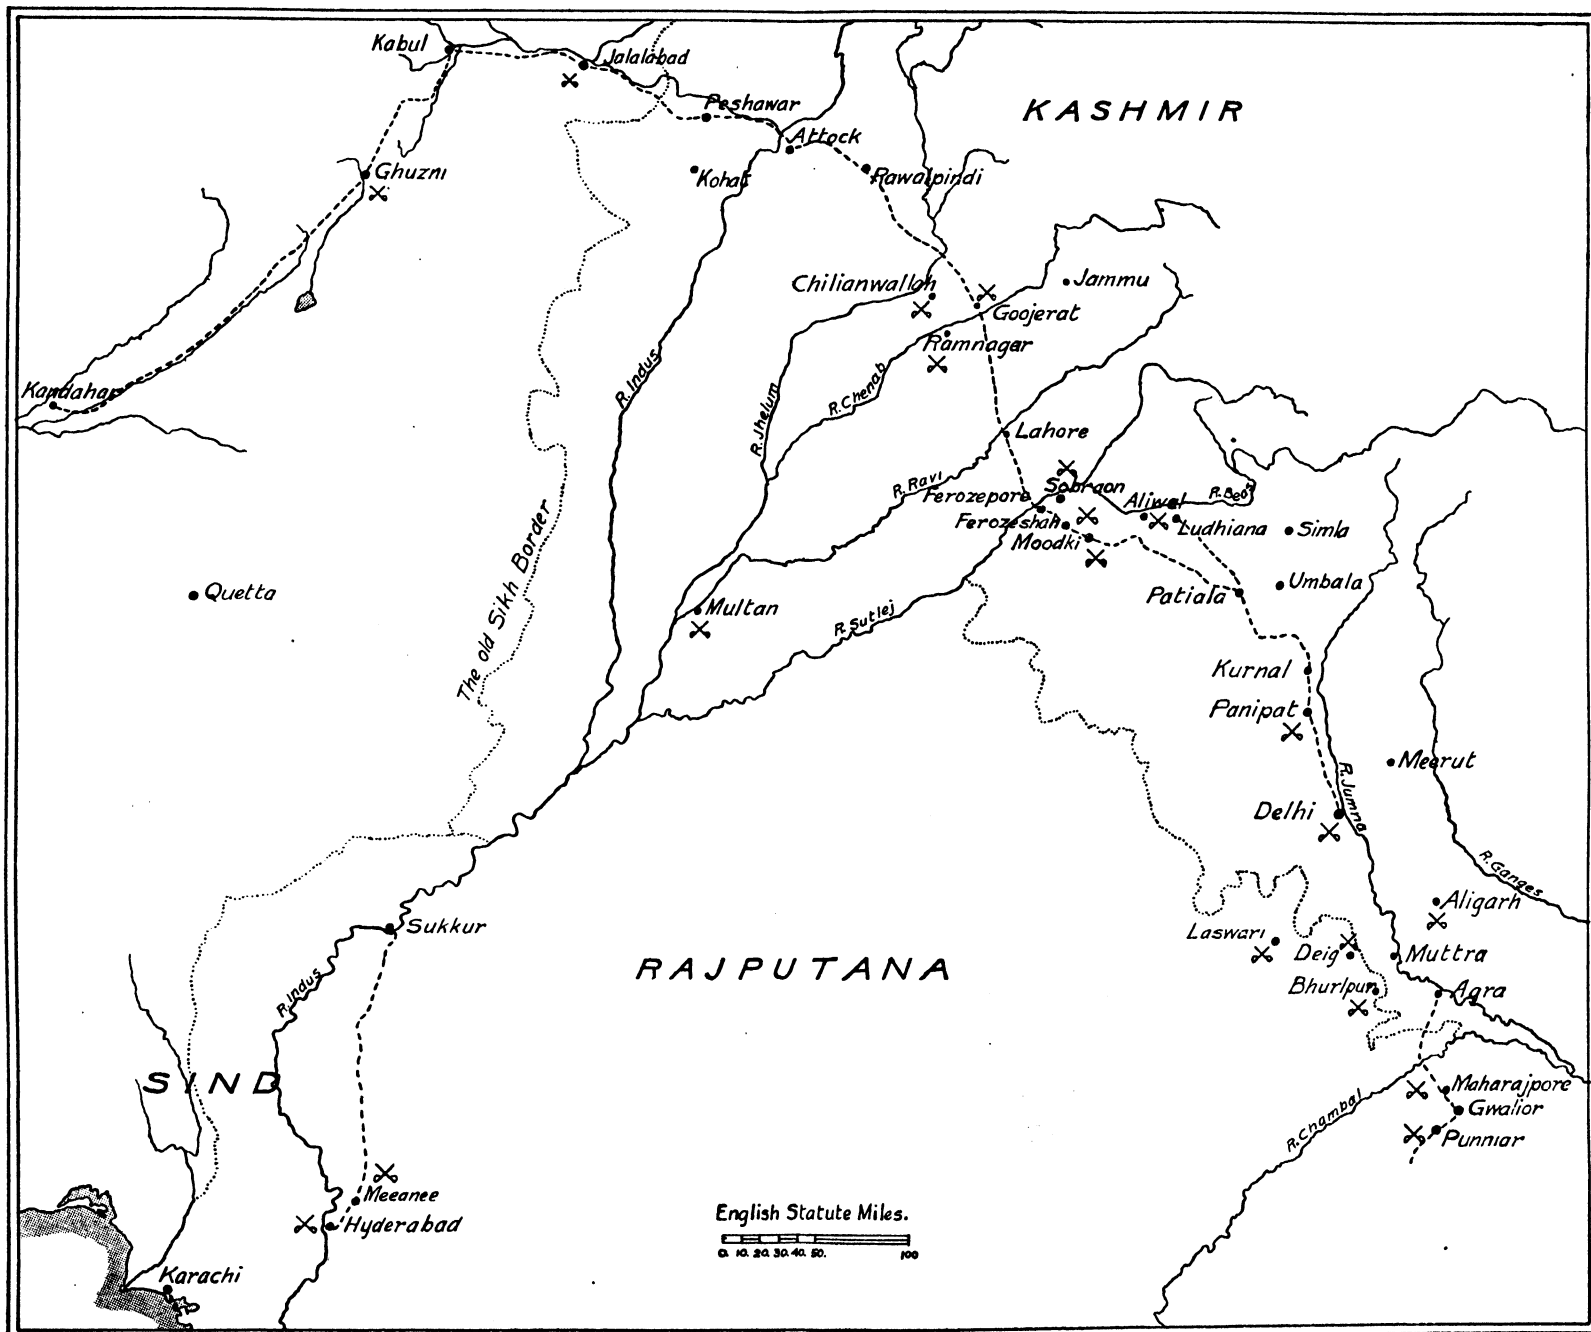 Kabul
Jalalabad
Peshawar
KASHMIR
Attock
Ghuzni
Kohat
Rawalpindi
Chilianwallah
Jammu
Goojerat
Ramnagar
Kandahar
R. Indus
R. Jhelum
R. Chenab
Lahore
R. Ravi
Ferozepore
Sobraon
Aliwal
R. Beas
Ferozeshah
Ludhiana
Simla
Moodki
The old Sikh Border
Quetta
Multan
R. Sutlej
Patiala
Umbala
Kurnal
Panipat
Meerut
R. Jumna
Delhi
R. Ganges
Aligarh
Sukkur
Laswari
Deig
Muttra
RAJPUTANA
R. Indus
Bhurlpur
Agra
SIND
Maharajpore
Gwalior
R. Chambal
Punniar
Meeanee
Hyderabad
English Statute Miles.
0. 10. 20. 30. 40. 50. 100
Karachi